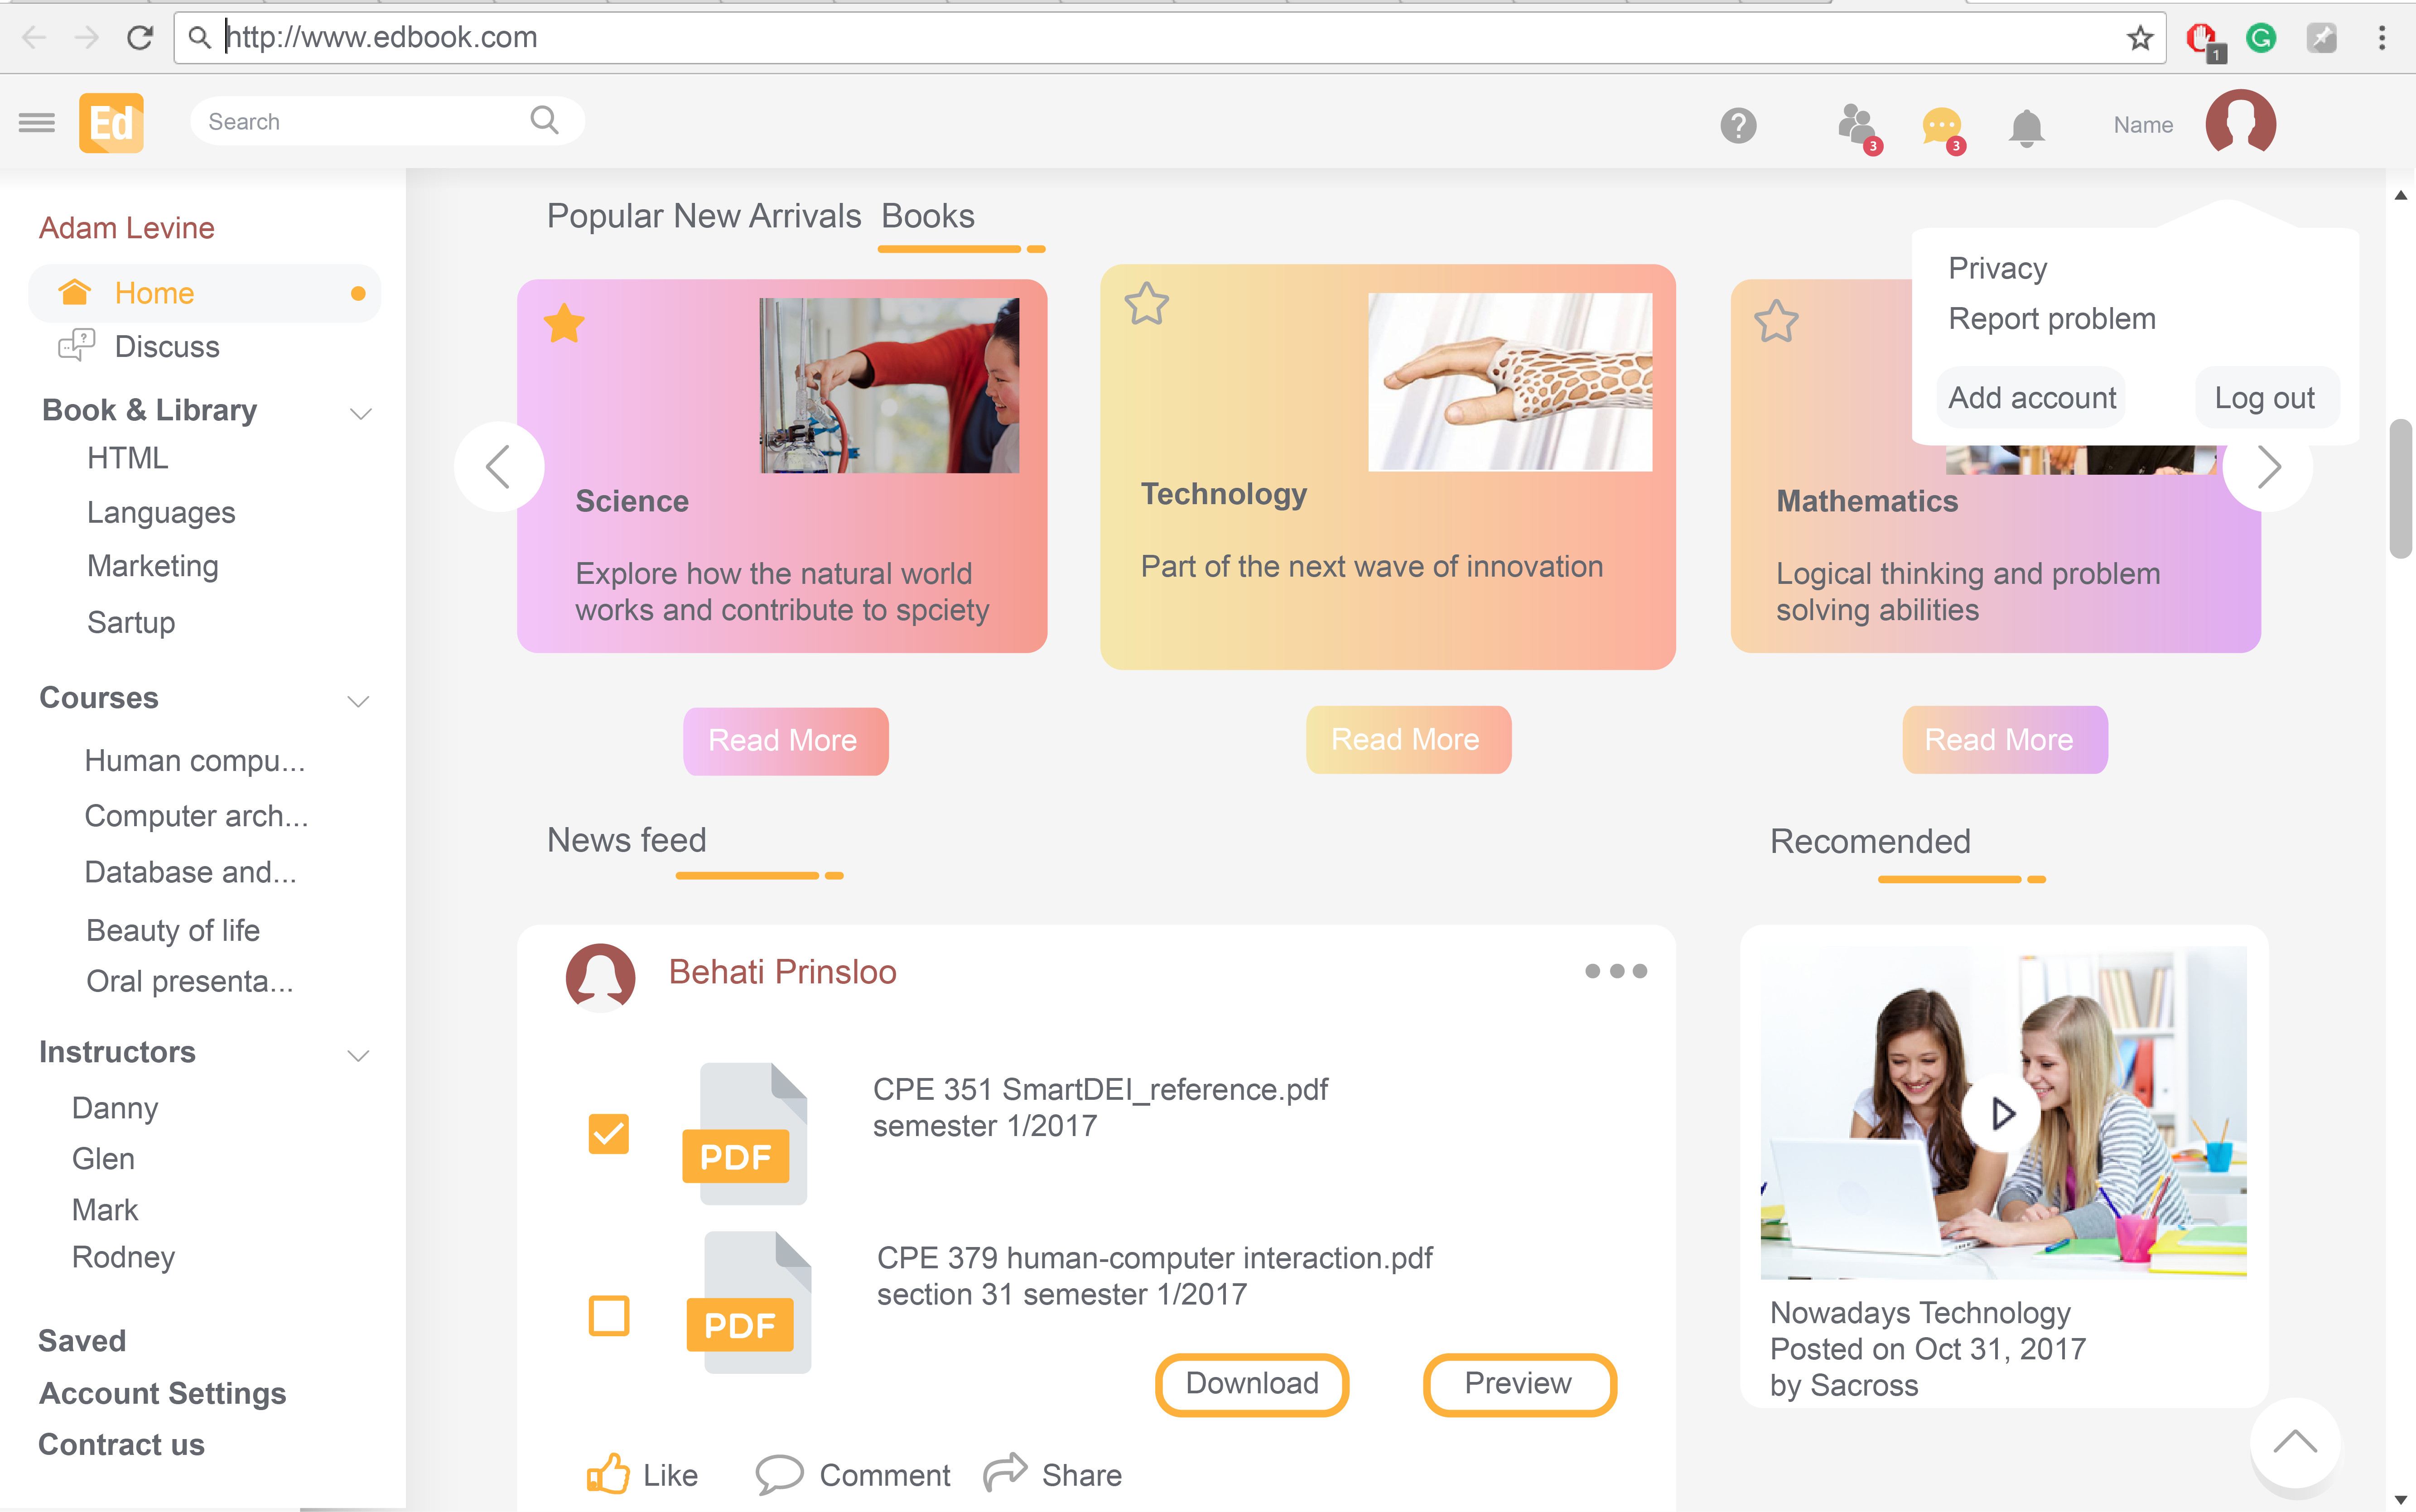 http://www.edbook.com
1
Ed
Search
?
3
3
Name
Adam Levine
Home
Discuss
Book & Library
HTML
Languages
Marketing
Sartup
Courses
Human compu...
Computer arch...
Database and...
Beauty of life
Oral presenta...
Instructors
Danny
Glen
Mark
Rodney
Saved
Account Settings
Contract us
Popular New Arrivals Books
Science
Explore how the natural world
works and contribute to spciety
Read More
Technology
Part of the next wave of innovation
Read More
Mathematics
Logical thinking and problem
solving abilities
Read More
Privacy
Report problem
Add account
Log out
News feed
Behati Prinsloo
PDF
CPE 351 SmartDEI_reference.pdf
semester 1/2017
PDF
CPE 379 human-computer interaction.pdf
section 31 semester 1/2017
Download
Preview
Like
Comment
Share
Recomended
Nowadays Technology
Posted on Oct 31, 2017
by Sacross